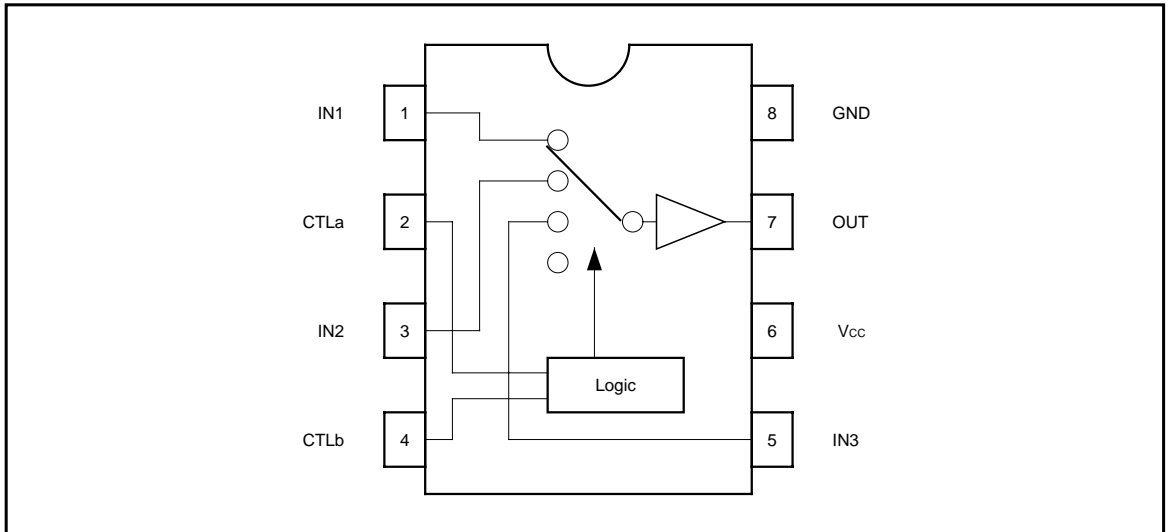 IN1 1 8 GND
CTLa 2 7 OUT
IN2 3 6 Vcc
Logic
CTLb 4 5 IN3